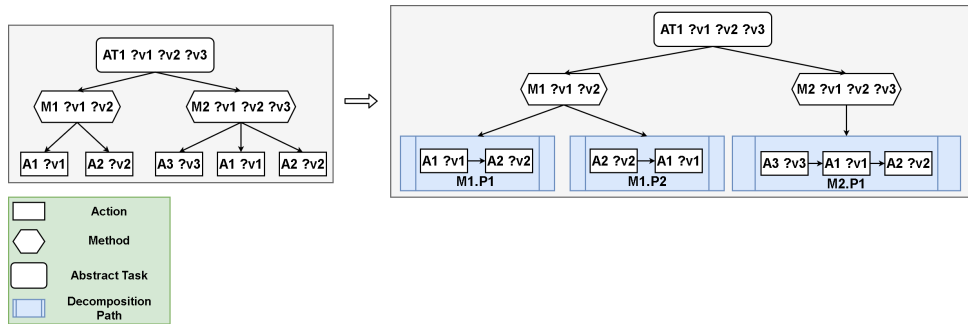 AT1 ?v1 ?v2 ?v3
M1 ?v1 ?v2
M2 ?v1 ?v2 ?v3
A1 ?v1
A2 ?v2
A3 ?v3
A1 ?v1
A2 ?v2
AT1 ?v1 ?v2 ?v3
M1 ?v1 ?v2
M2 ?v1 ?v2 ?v3
A1 ?v1
A2 ?v2
M1.P1
A2 ?v2
A1 ?v1
M1.P2
A3 ?v3
A1 ?v1
A2 ?v2
M2.P1
Action
Method
Abstract Task
Decomposition
Path